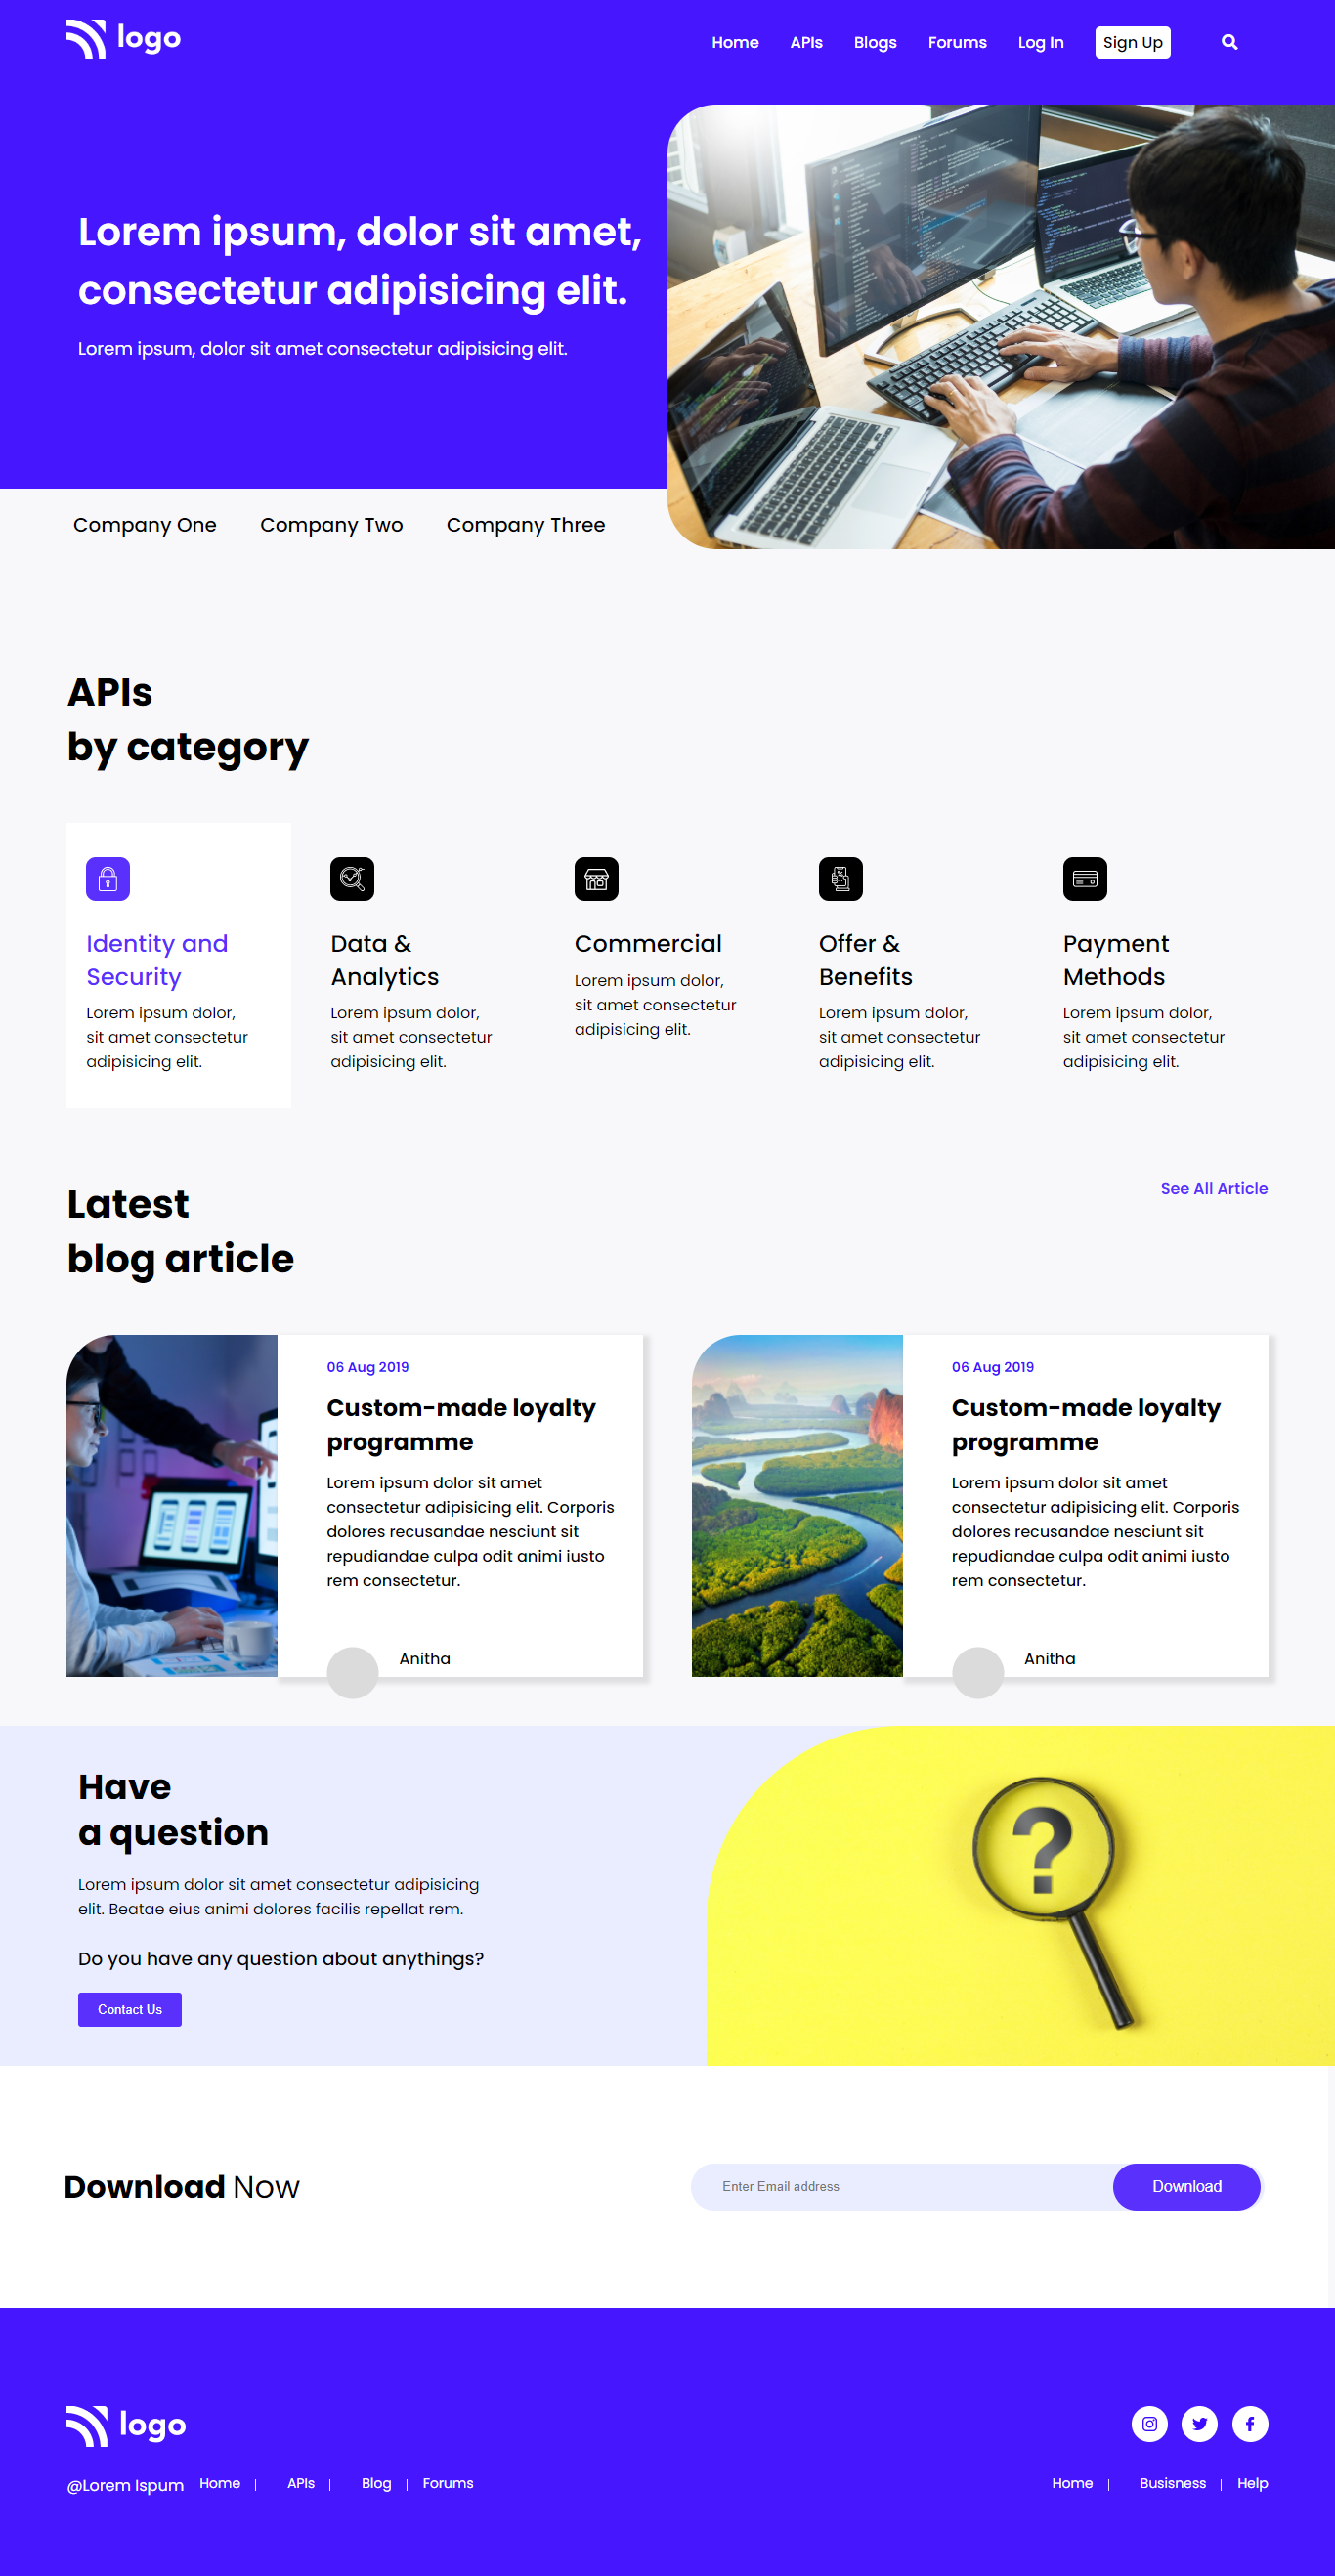 logo
Home APIs Blogs Forums Log In Sign Up
Lorem ipsum, dolor sit amet,
consectetur adipisicing elit.
Lorem ipsum, dolor sit amet consectetur adipisicing elit.
Company One Company Two Company Three
APIs
by category
Identity and
Security
Lorem ipsum dolor,
sit amet consectetur
adipisicing elit.
Data &
Analytics
Lorem ipsum dolor,
sit amet consectetur
adipisicing elit.
Commercial
Lorem ipsum dolor,
sit amet consectetur
adipisicing elit.
Offer &
Benefits
Lorem ipsum dolor,
sit amet consectetur
adipisicing elit.
Payment
Methods
Lorem ipsum dolor,
sit amet consectetur
adipisicing elit.
Latest
blog article
See All Article
06 Aug 2019
Custom-made loyalty
programme
Lorem ipsum dolor sit amet
consectetur adipisicing elit. Corporis
dolores recusandae nesciunt sit
repudiandae culpa odit animi iusto
rem consectetur.
Anitha
06 Aug 2019
Custom-made loyalty
programme
Lorem ipsum dolor sit amet
consectetur adipisicing elit. Corporis
dolores recusandae nesciunt sit
repudiandae culpa odit animi iusto
rem consectetur.
Anitha
Have
a question
Lorem ipsum dolor sit amet consectetur adipisicing
elit. Beatae eius animi dolores facilis repellat rem.
Do you have any question about anythings?
Contact Us
?
Download Now
Enter Email address
Download
logo
@Lorem Ispum Home | APIs | Blog | Forums
Home | Busisness | Help